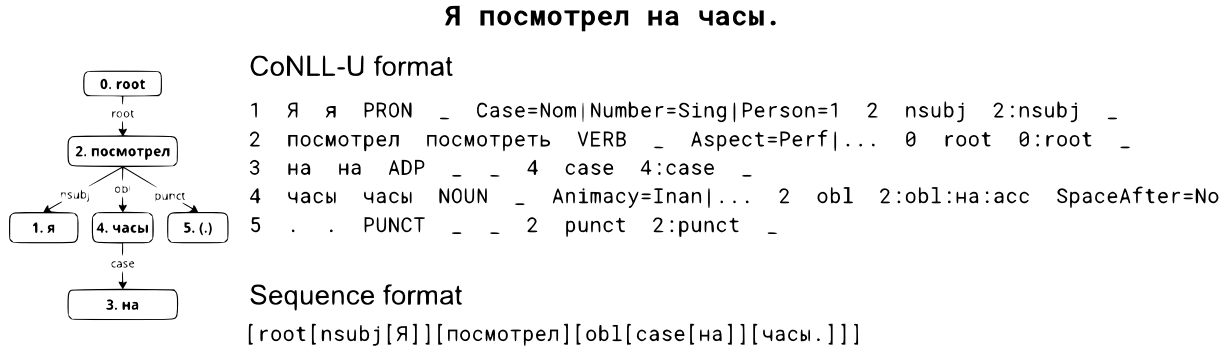 Я посмотрел на часы.
CoNLL-U format
1 Я я PRON _ Case=Nom|Number=Sing|Person=1 2 nsubj 2:nsubj _
2 посмотрел посмотреть VERB _ Aspect=Perf|... 0 root 0:root _
3 на на ADP _ _ 4 case 4:case _
4 часы часы NOUN _ Animacy=Inan|... 2 obl 2:obl:на:acc SpaceAfter=No
5 . . PUNCT _ _ 2 punct 2:punct _
Sequence format
[root[nsubj[Я]][посмотрел][obl[case[на]][часы.]]]
0. root
root
2. посмотрел
nsubj obl punct
1. я 4. часы 5. (.)
case
3. на